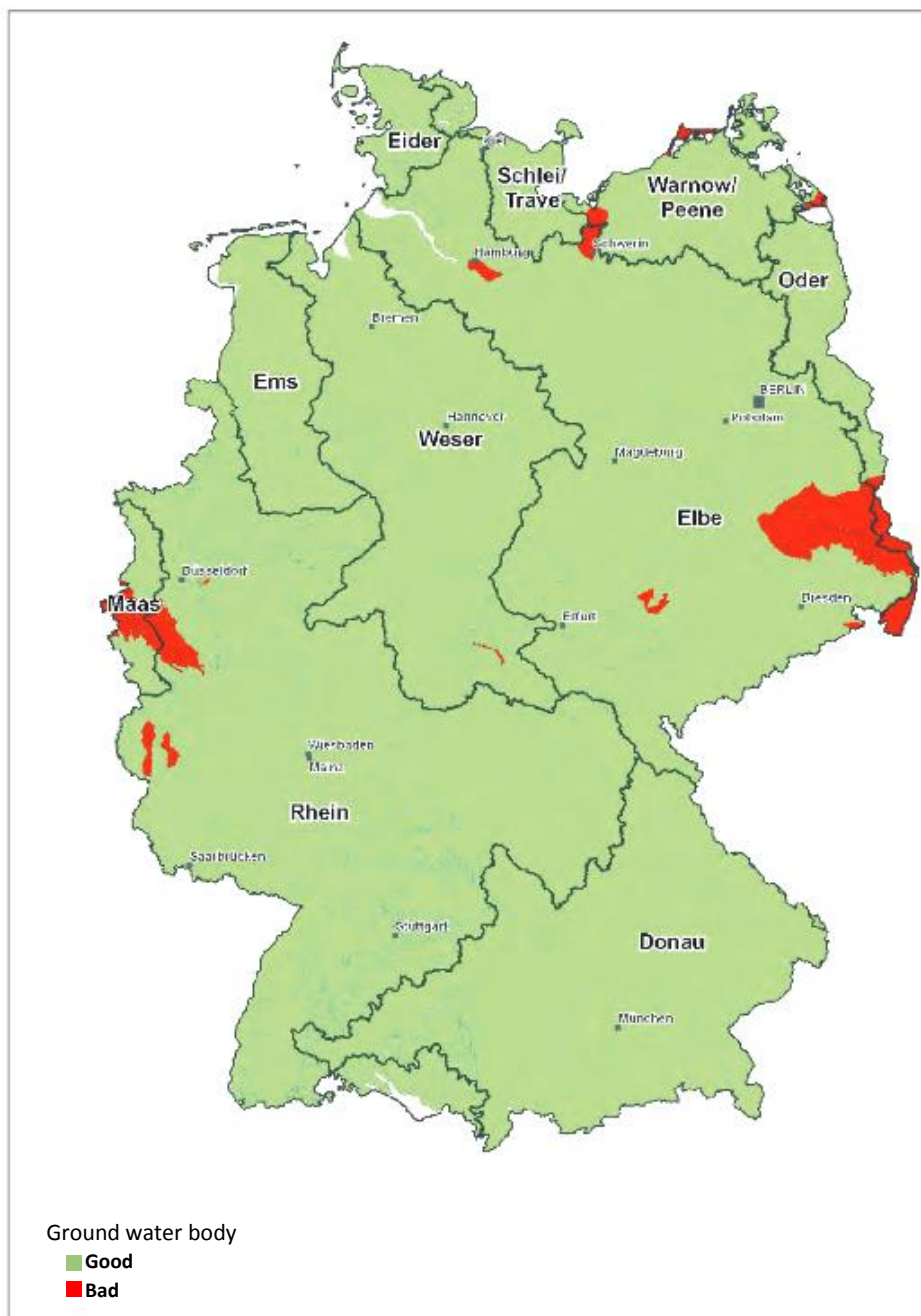 Eider
Schlei/
Trave
Warnow/
Peene
Schwerin
Hamburg
Oder
Bremen
Ems
BERLIN
Hannover
Potsdam
Weser
Magdeburg
Elbe
Düsseldorf
Maas
Dresden
Erfurt
Wiesbaden
Mainz
Rhein
Saarbrücken
Stuttgart
Donau
München
Ground water body
Good
Bad